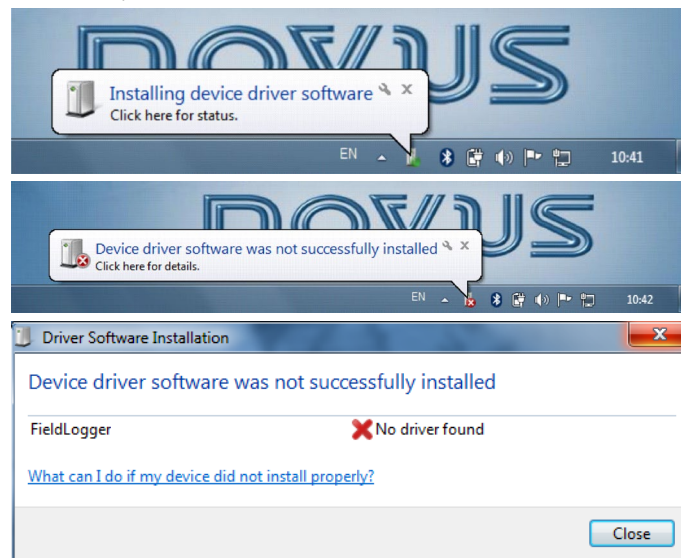 NOVUS
Installing device driver software
Click here for status.
EN
10:41
NOVUS
Device driver software was not successfully installed
Click here for details.
EN
10:42
Driver Software Installation
Device driver software was not successfully installed
FieldLogger
No driver found
What can I do if my device did not install properly?
Close